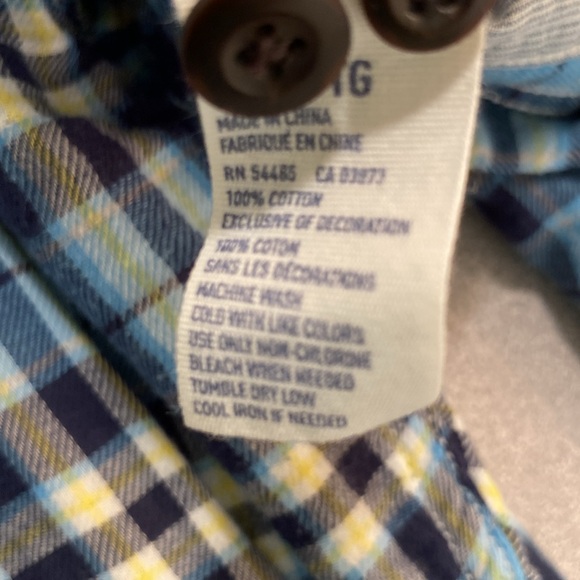 TG
MADE IN CHINA
FABRIQUÉ EN CHINE
RN 54485 CA 03973
100% COTTON
EXCLUSIVE OF DECORATION
100% COTON
SANS LES DÉCORATIONS
MACHINE WASH
COLD WITH LIKE COLORS
USE ONLY NON-CHLORINE
BLEACH WHEN NEEDED
TUMBLE DRY LOW
COOL IRON IF NEEDED